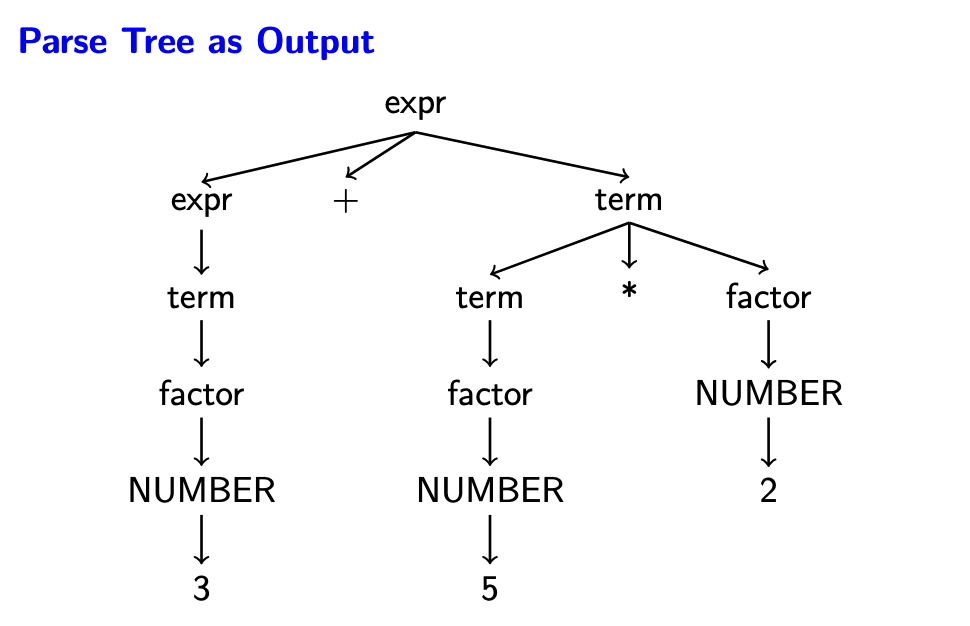 Parse Tree as Output
expr
expr + term
term term * factor
factor factor NUMBER
NUMBER NUMBER 2
3 5